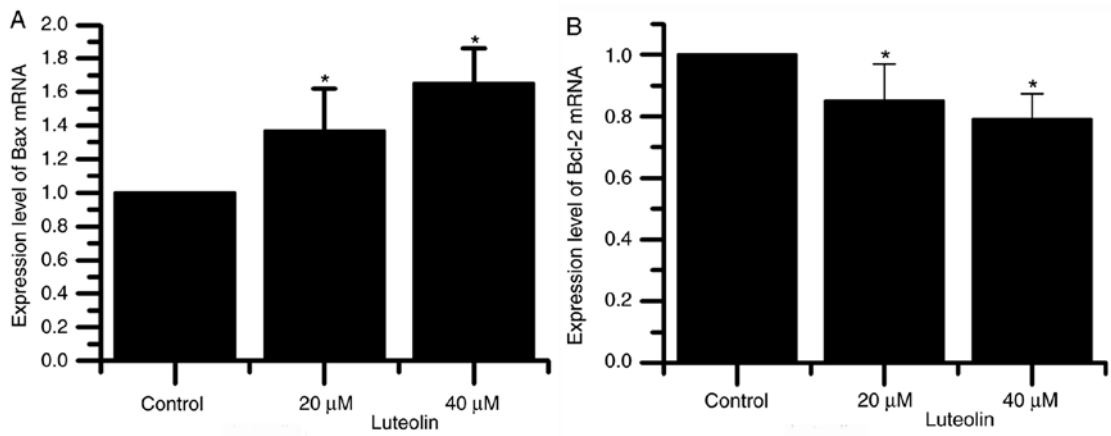 A
Expression level of Bax mRNA
2.0
1.8
1.6
1.4
1.2
1.0
0.8
0.6
0.4
0.2
0.0
*
*
Control
20 μM
40 μM
Luteolin
B
Expression level of Bcl-2 mRNA
1.0
0.8
0.6
0.4
0.2
0.0
*
*
Control
20 μM
40 μM
Luteolin